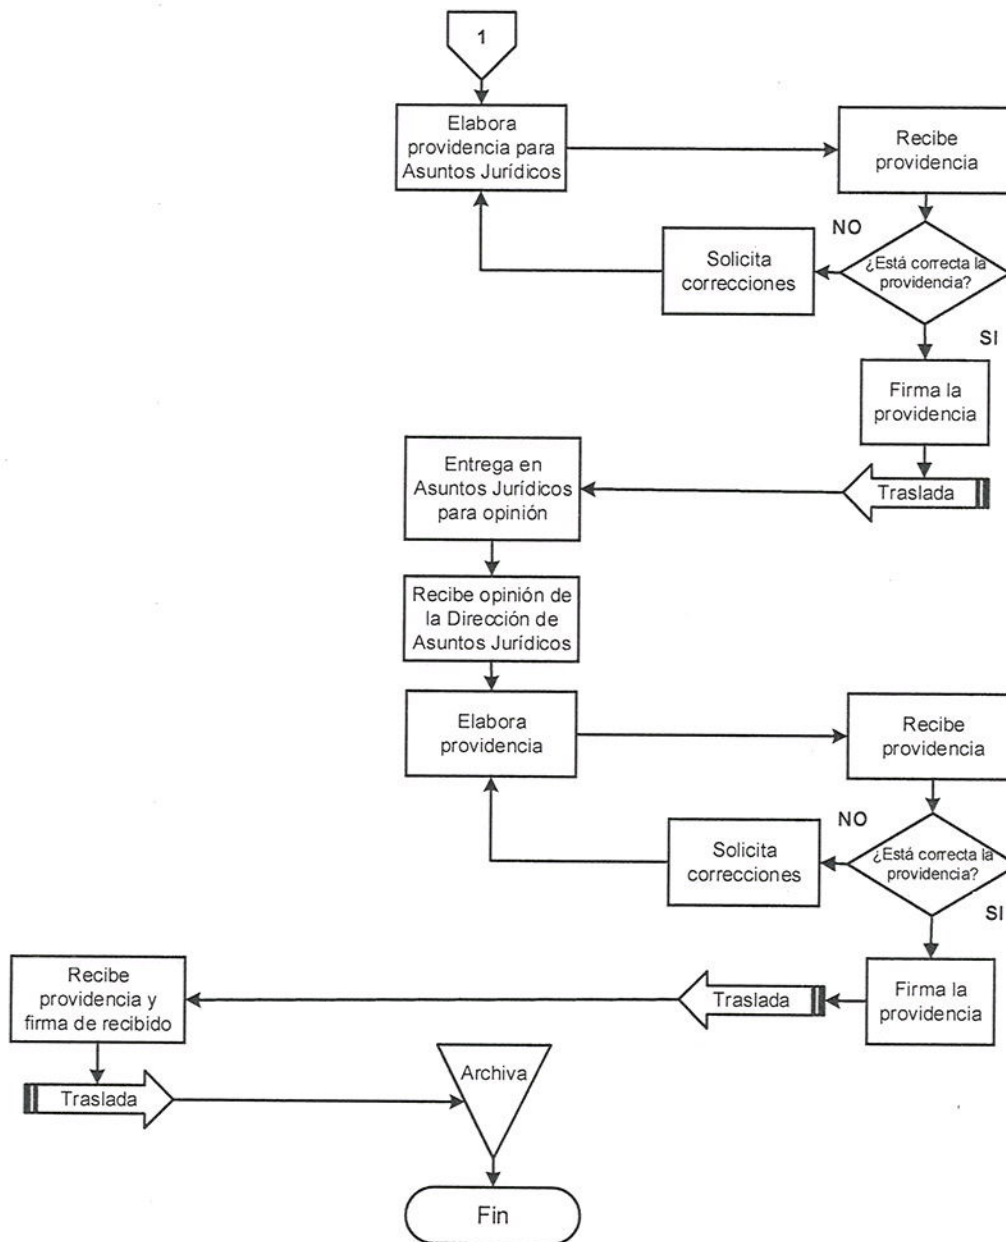 1
Elabora
providencia para
Asuntos Jurídicos
Recibe
providencia
NO
Solicita
correcciones
¿Está correcta la
providencia?
SI
Firma la
providencia
Entrega en
Asuntos Jurídicos
para opinión
Traslada
Recibe opinión de
la Dirección de
Asuntos Jurídicos
Elabora
providencia
Recibe
providencia
NO
Solicita
correcciones
¿Está correcta la
providencia?
SI
Recibe
providencia y
firma de recibido
Traslada
Firma la
providencia
Traslada
Archiva
Fin